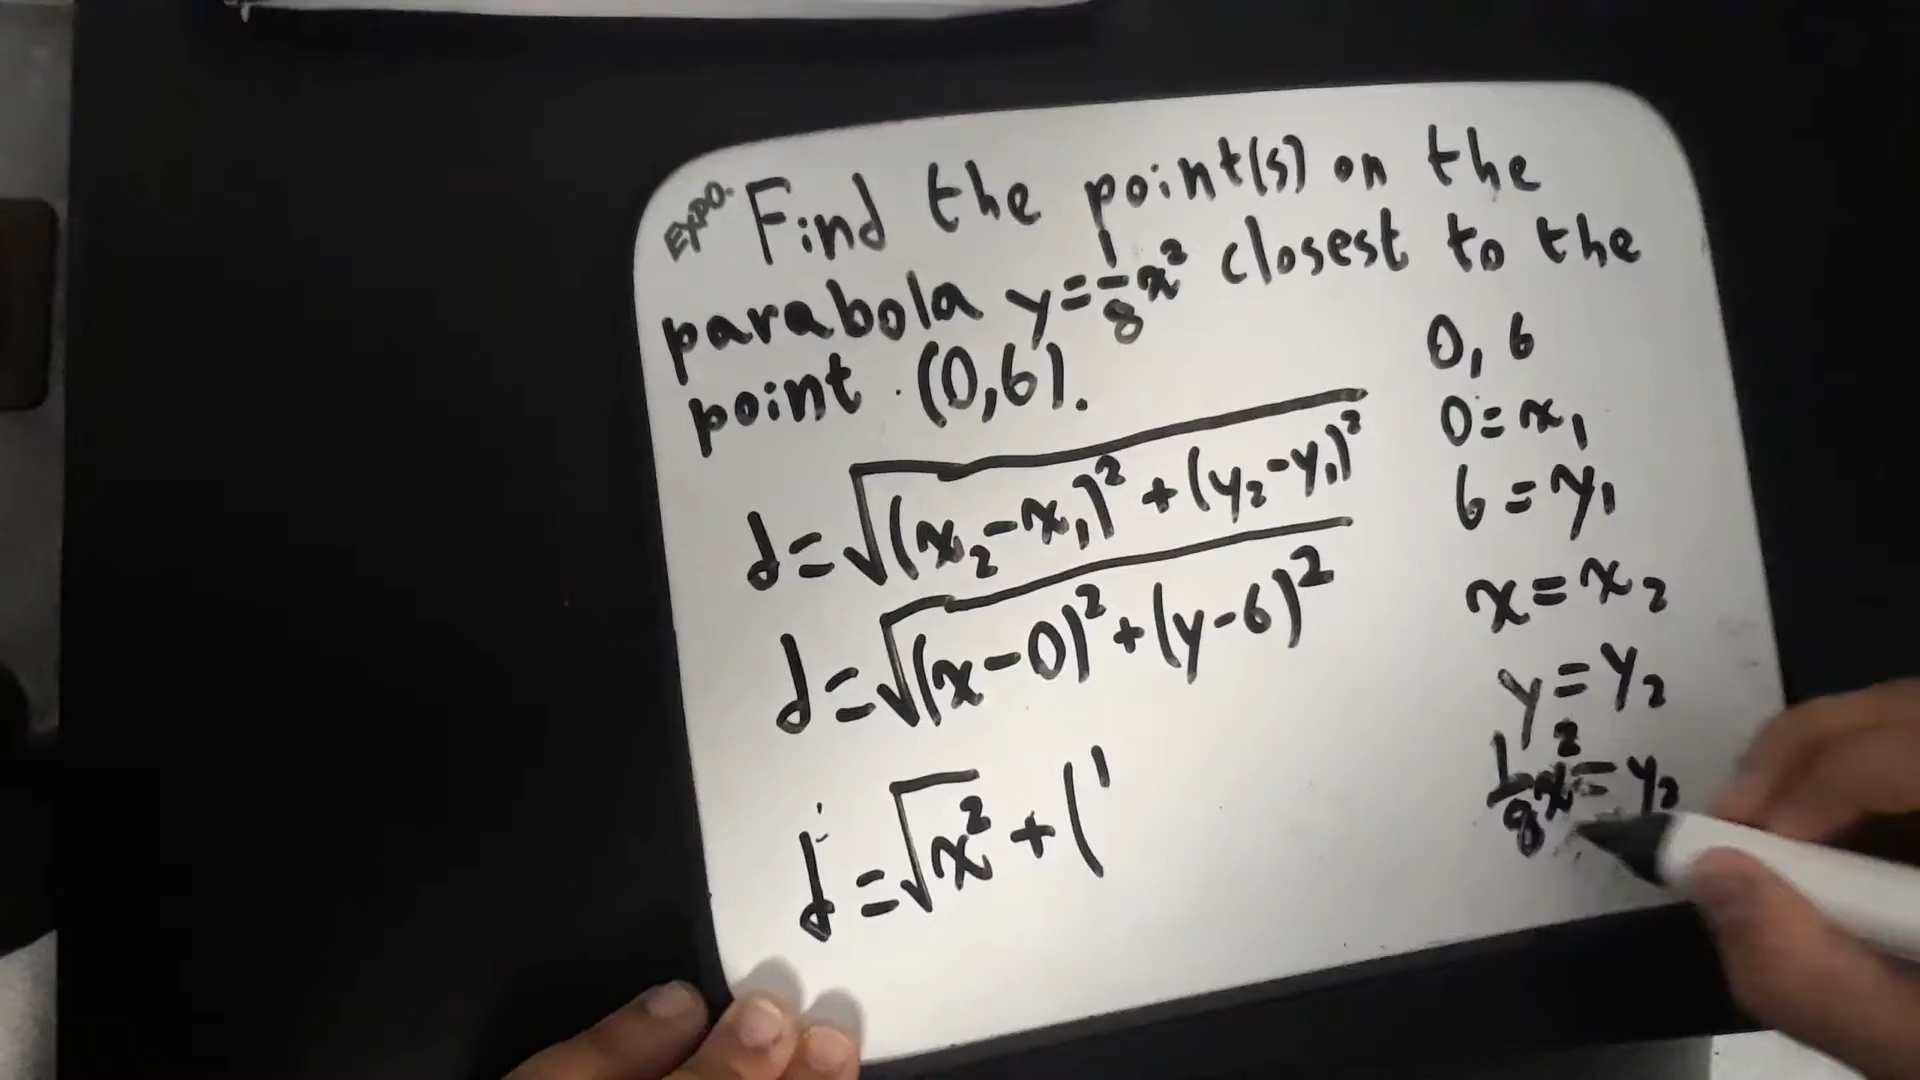 EXPO
Find the point(s) on the
parabola y=1/8x² closest to the
point (0,6).
d=√(x₂-x₁)²+(y₂-y₁)²
d=√(x-0)²+(y-6)²
d=√x²+(1
0,6
0=x₁
6=y₁
x=x₂
y=y₂
1/8x²=y₂